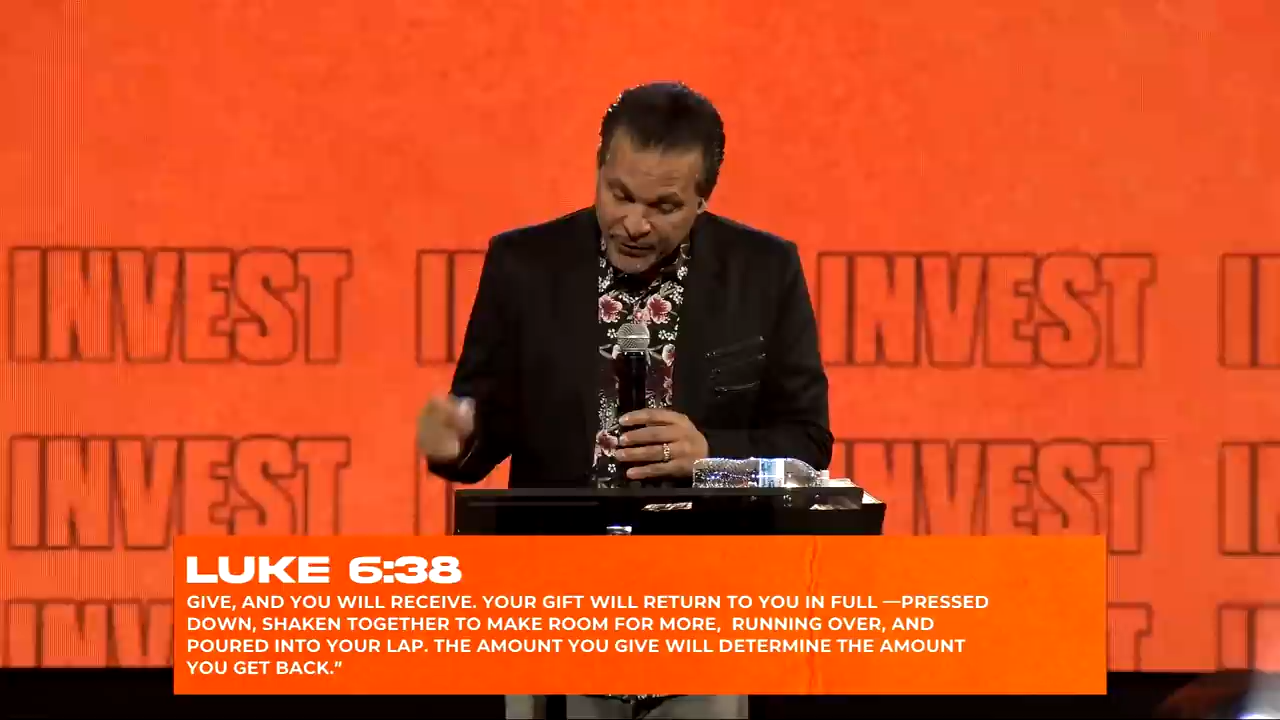 INVEST INVEST
INVEST INVEST
LUKE 6:38
GIVE, AND YOU WILL RECEIVE. YOUR GIFT WILL RETURN TO YOU IN FULL —PRESSED
DOWN, SHAKEN TOGETHER TO MAKE ROOM FOR MORE,  RUNNING OVER, AND
POURED INTO YOUR LAP. THE AMOUNT YOU GIVE WILL DETERMINE THE AMOUNT
YOU GET BACK.”